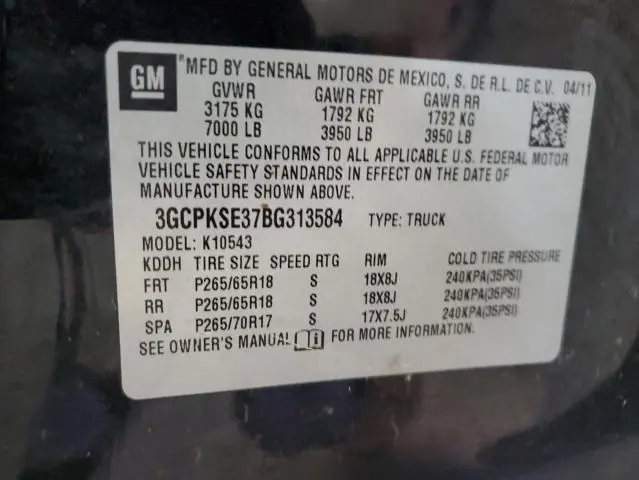 GM
*MFD BY GENERAL MOTORS DE MEXICO, S. DE R.L. DE C.V. 04/11
GVWR GAWR FRT GAWR RR
3175 KG 1792 KG 1792 KG
7000 LB 3950 LB 3950 LB
THIS VEHICLE CONFORMS TO ALL APPLICABLE U.S. FEDERAL MOTOR
VEHICLE SAFETY STANDARDS IN EFFECT ON THE DATE OF
MANUFACTURE SHOWN ABOVE.
3GCPKSE37BG313584 TYPE: TRUCK
MODEL: K10543
KDDH TIRE SIZE SPEED RTG RIM COLD TIRE PRESSURE
FRT P265/65R18 S 18X8J 240KPA(35PSI)
RR P265/65R18 S 18X8J 240KPA(35PSI)
SPA P265/70R17 S 17X7.5J 240KPA(35PSI)
SEE OWNER'S MANUAL FOR MORE INFORMATION.